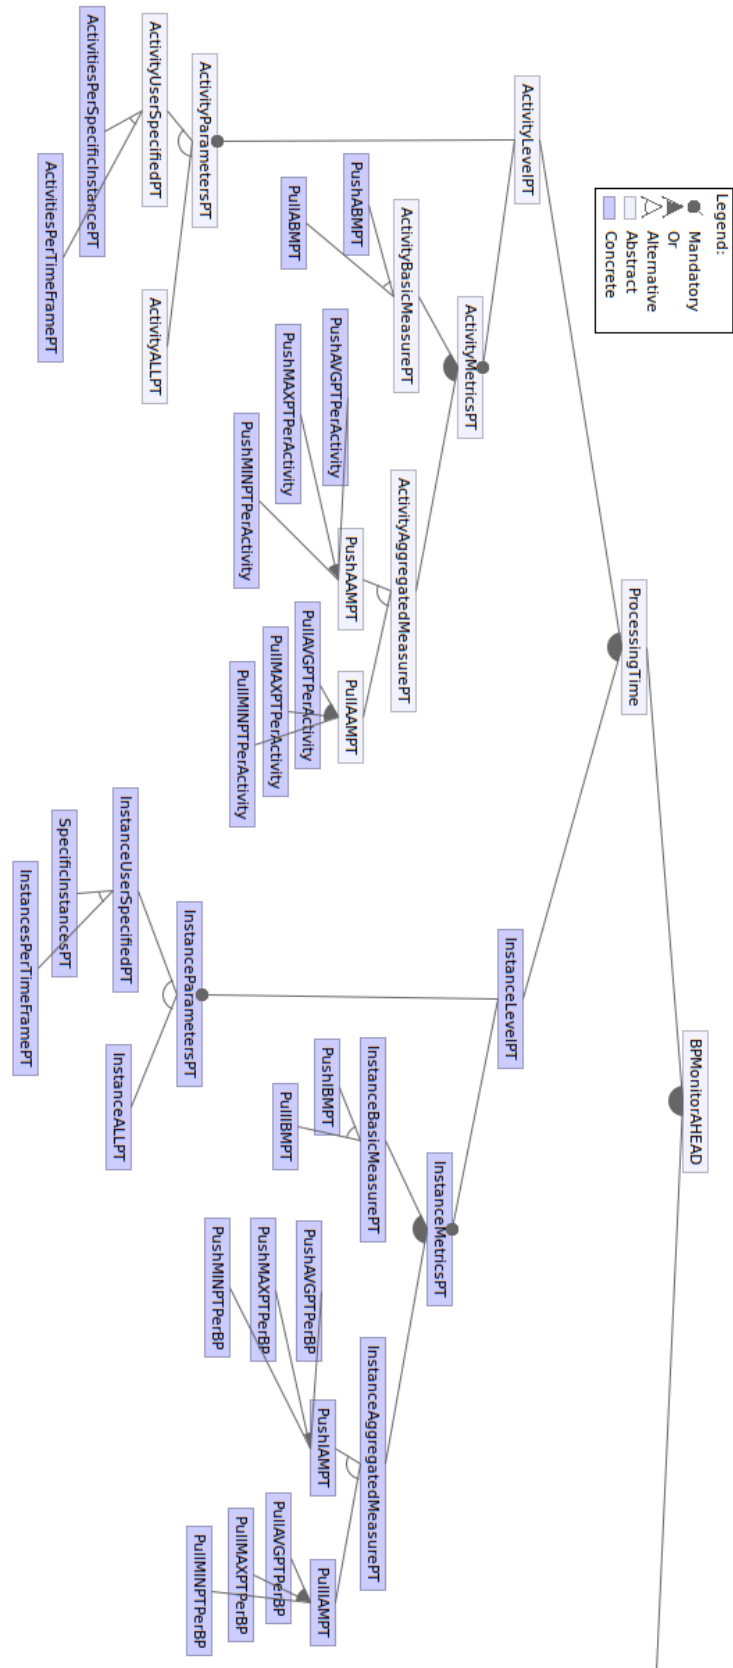 Legend:
Mandatory
Or
Alternative
Abstract
Concrete
BPMonitorAHEAD
ProcessingTime
ActivityLevelPT
InstanceLevelPT
ActivityParametersPT
ActivityMetricsPT
InstanceParametersPT
InstanceMetricsPT
ActivityUserSpecifiedPT
ActivityALLPT
ActivityBasicMeasurePT
ActivityAggregatedMeasurePT
InstanceUserSpecifiedPT
InstanceALLPT
InstanceBasicMeasurePT
InstanceAggregatedMeasurePT
ActivitiesPerSpecificInstancePT
ActivitiesPerTimeFramePT
PushABMPT
PullABMPT
PushAAMPT
PullAAMPT
SpecificInstancesPT
InstancesPerTimeFramePT
PushIBMPT
PullIBMPT
PushIAMPT
PullIAMPT
PushAVGPTPerActivity
PushMAXPTPerActivity
PushMINPTPerActivity
PullAVGPTPerActivity
PullMAXPTPerActivity
PullMINPTPerActivity
PushAVGPTPerBP
PushMAXPTPerBP
PushMINPTPerBP
PullAVGPTPerBP
PullMAXPTPerBP
PullMINPTPerBP